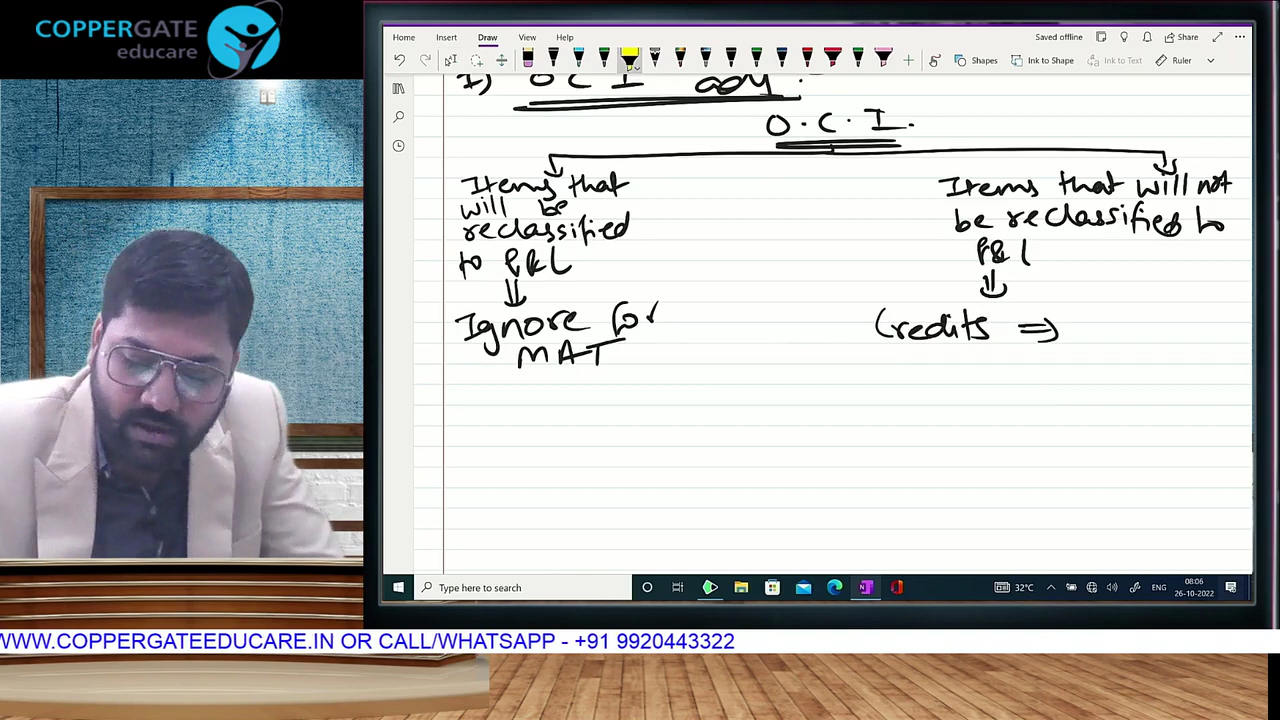 COPPERGATE
educare
Home Insert Draw View Help
Saved offline
Share
Shapes
Ink to Shape
Ink to Text
Ruler
1) O C I adj :-
O.C.I.
Items that
will be
reclassified
to P&L
Ignore for
MAT
Items that will not
be reclassified to
P&L
Credits ⇒
Type here to search
32°C
ENG
08:06
26-10-2022
WWW.COPPERGATEEDUCARE.IN OR CALL/WHATSAPP - +91 9920443322